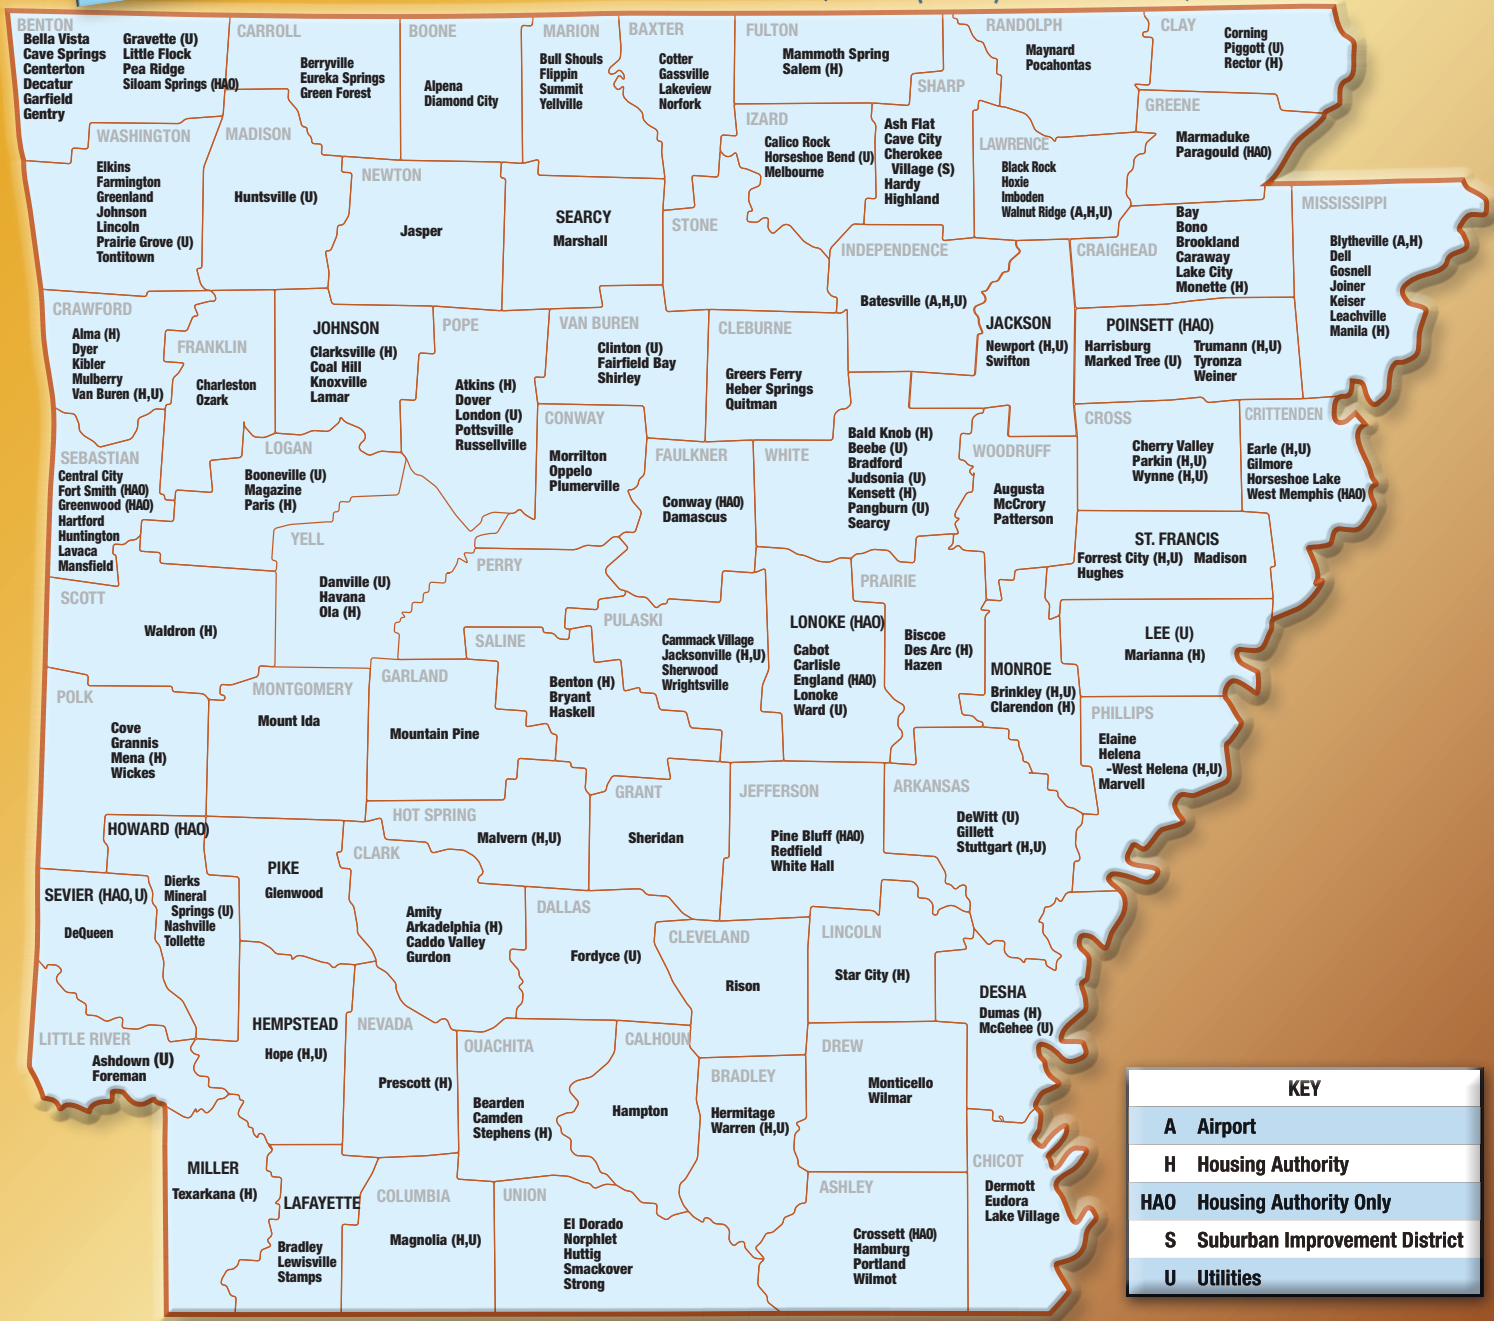 BENTON
Bella Vista
Cave Springs
Centerton
Decatur
Garfield
Gentry
Gravette (U)
Little Flock
Pea Ridge
Siloam Springs (HAO)
CARROLL
Berryville
Eureka Springs
Green Forest
BOONE
Alpena
Diamond City
MARION
Bull Shouls
Flippin
Summit
Yellville
BAXTER
Cotter
Gassville
Lakeview
Norfork
FULTON
Mammoth Spring
Salem (H)
SHARP
Ash Flat
Cave City
Cherokee
Village (S)
Hardy
Highland
RANDOLPH
Maynard
Pocahontas
CLAY
Corning
Piggott (U)
Rector (H)
GREENE
Marmaduke
Paragould (HAO)
WASHINGTON
Elkins
Farmington
Greenland
Johnson
Lincoln
Prairie Grove (U)
Tontitown
MADISON
Huntsville (U)
NEWTON
Jasper
SEARCY
Marshall
STONE
IZARD
Calico Rock
Horseshoe Bend (U)
Melbourne
LAWRENCE
Black Rock
Hoxie
Imboden
Walnut Ridge (A,H,U)
INDEPENDENCE
Batesville (A,H,U)
CRAIGHEAD
Bay
Bono
Brookland
Caraway
Lake City
Monette (H)
MISSISSIPPI
Blytheville (A,H)
Dell
Gosnell
Joiner
Keiser
Leachville
Manila (H)
CRAWFORD
Alma (H)
Dyer
Kibler
Mulberry
Van Buren (H,U)
FRANKLIN
Charleston
Ozark
JOHNSON
Clarksville (H)
Coal Hill
Knoxville
Lamar
POPE
Atkins (H)
Dover
London (U)
Pottsville
Russellville
VAN BUREN
Clinton (U)
Fairfield Bay
Shirley
CLEBURNE
Greers Ferry
Heber Springs
Quitman
JACKSON
Newport (H,U)
Swifton
POINSETT (HAO)
Harrisburg
Marked Tree (U)
Trumann (H,U)
Tyronza
Weiner
SEBASTIAN
Central City
Fort Smith (HAO)
Greenwood (HAO)
Hartford
Huntington
Lavaca
Mansfield
LOGAN
Booneville (U)
Magazine
Paris (H)
CONWAY
Morrilton
Oppelo
Plumerville
FAULKNER
Conway (HAO)
Damascus
WHITE
Bald Knob (H)
Beebe (U)
Bradford
Judsonia (U)
Kensett (H)
Pangburn (U)
Searcy
WOODRUFF
Augusta
McCrory
Patterson
CROSS
Cherry Valley
Parkin (H,U)
Wynne (H,U)
CRITTENDEN
Earle (H,U)
Gilmore
Horseshoe Lake
West Memphis (HAO)
ST. FRANCIS
Forrest City (H,U) Madison
Hughes
SCOTT
Waldron (H)
YELL
Danville (U)
Havana
Ola (H)
PERRY
SALINE
Benton (H)
Bryant
Haskell
PULASKI
Cammack Village
Jacksonville (H,U)
Sherwood
Wrightsville
LONOKE (HAO)
Cabot
Carlisle
England (HAO)
Lonoke
Ward (U)
PRAIRIE
Biscoe
Des Arc (H)
Hazen
MONROE
Brinkley (H,U)
Clarendon (H)
LEE (U)
Marianna (H)
PHILLIPS
Elaine
Helena
-West Helena (H,U)
Marvell
POLK
Cove
Grannis
Mena (H)
Wickes
MONTGOMERY
Mount Ida
GARLAND
Mountain Pine
HOT SPRING
Malvern (H,U)
GRANT
Sheridan
JEFFERSON
Pine Bluff (HAO)
Redfield
White Hall
ARKANSAS
DeWitt (U)
Gillett
Stuttgart (H,U)
HOWARD (HAO)
Dierks
Mineral
Springs (U)
Nashville
Tollette
SEVIER (HAO, U)
DeQueen
PIKE
Glenwood
CLARK
Amity
Arkadelphia (H)
Caddo Valley
Gurdon
DALLAS
Fordyce (U)
CLEVELAND
Rison
LINCOLN
Star City (H)
DESHA
Dumas (H)
McGehee (U)
LITTLE RIVER
Ashdown (U)
Foreman
HEMPSTEAD
Hope (H,U)
NEVADA
Prescott (H)
OUACHITA
Bearden
Camden
Stephens (H)
CALHOUN
Hampton
BRADLEY
Hermitage
Warren (H,U)
DREW
Monticello
Wilmar
MILLER
Texarkana (H)
LAFAYETTE
Bradley
Lewisville
Stamps
COLUMBIA
Magnolia (H,U)
UNION
El Dorado
Norphlet
Huttig
Smackover
Strong
ASHLEY
Crossett (HAO)
Hamburg
Portland
Wilmot
CHICOT
Dermott
Eudora
Lake Village
KEY
A Airport
H Housing Authority
HAO Housing Authority Only
S Suburban Improvement District
U Utilities